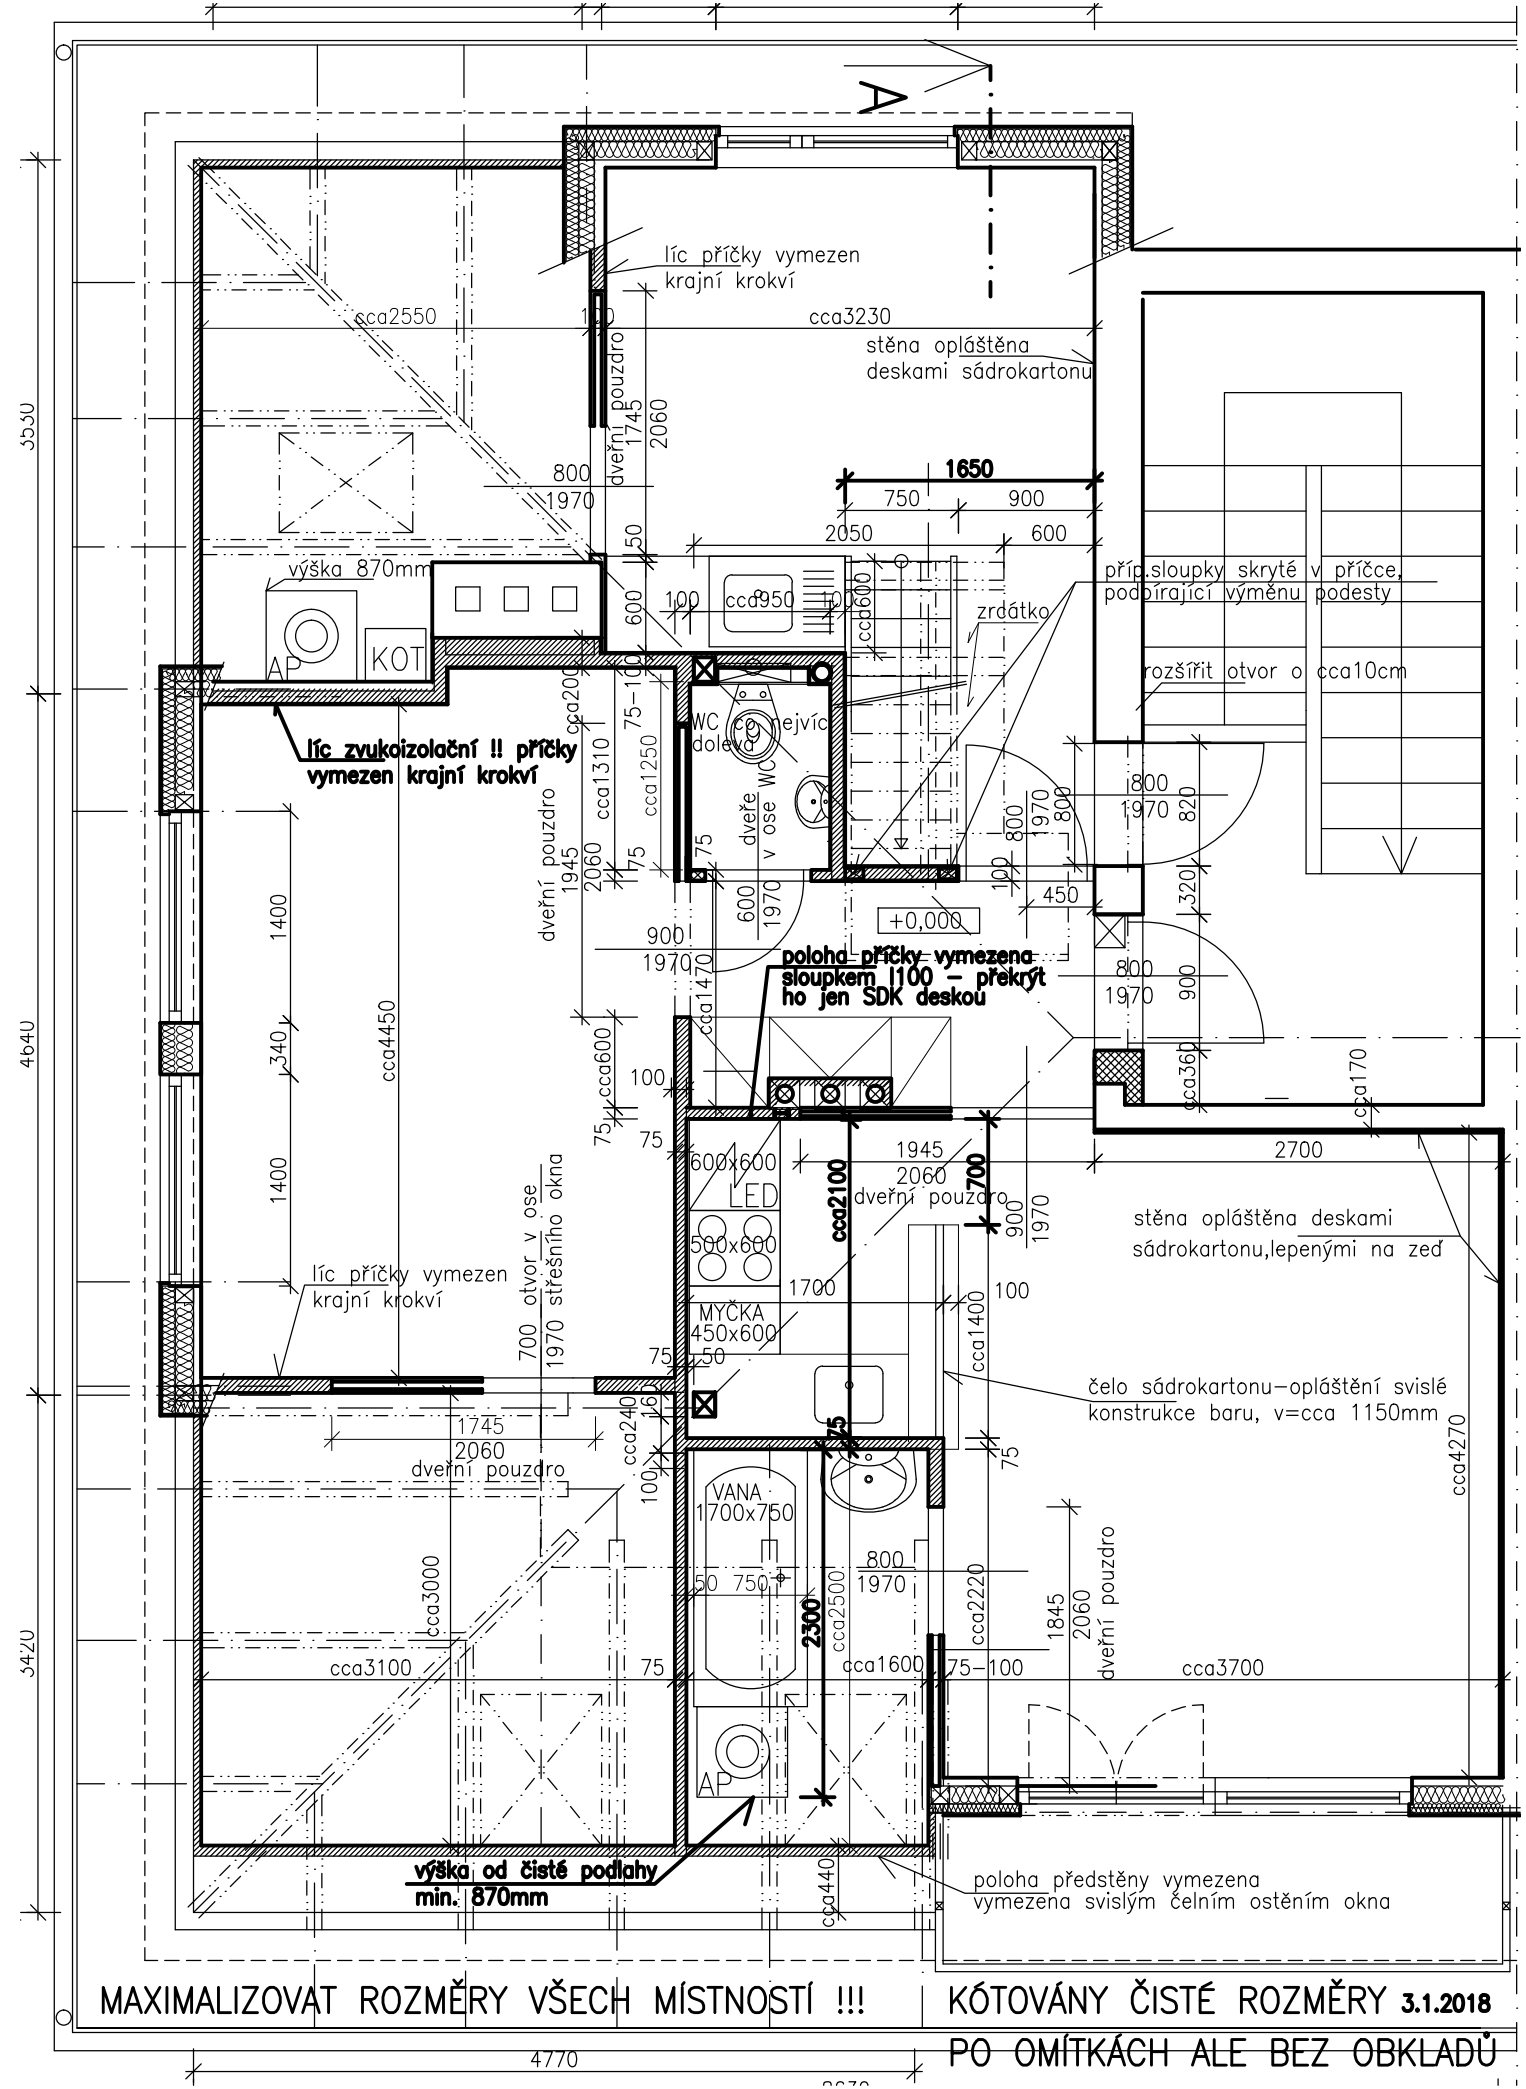 A
líc příčky vymezen
krajní krokví
cca2550
100
cca3230
dveřní pouzdro
1745
2060
stěna opláštěna
deskami sádrokartonu
3530
800
1970
1650
750
900
2050
600
50
výška 870mm
AP
KOT
600
100
cca950
100
cca600
zrcátko
příp.sloupky skryté v příčce,
podpírající výměnu podesty
rozšířit otvor o cca10cm
cca200
75-100
WC co nejvíc
doleva
líc zvukoizolační !! příčky
vymezen krajní krokví
cca1310
cca1250
dveřní pouzdro
1945
2060
75
75
600
dveře
1970 v ose WC
800
1970
800
100
800
1970
820
320
450
+0,000
1400
900
1970
poloha příčky vymezena
sloupkem I100 – překrýt
ho jen SDK deskou
800
1970
900
4640
340
cca4450
cca1470
cca600
100
75
75
cca360
cca170
1400
600x600
LED
1945
2060
dveřní pouzdro
cca2100
700
900
1970
2700
500x600
700 otvor v ose
1970 střešního okna
stěna opláštěna deskami
sádrokartonu,lepenými na zeď
líc příčky vymezen
krajní krokví
1700
100
MYČKA
450x600
cca1400
75
50
čelo sádrokartonu–opláštění svislé
konstrukce baru, v=cca 1150mm
cca240
160
100
1745
2060
dveřní pouzdro
75
75
cca4270
VANA
1700x750
800
1970
50
750
cca3000
2300
cca2500
cca2220
1845
2060
dveřní pouzdro
3420
cca3100
75
cca1600
75-100
cca3700
AP
výška od čisté podlahy
min. 870mm
cca440
poloha předstěny vymezena
vymezena svislým čelním ostěním okna
MAXIMALIZOVAT ROZMĚRY VŠECH MÍSTNOSTÍ !!!
KÓTOVÁNY ČISTÉ ROZMĚRY 3.1.2018
PO OMÍTKÁCH ALE BEZ OBKLADŮ
4770